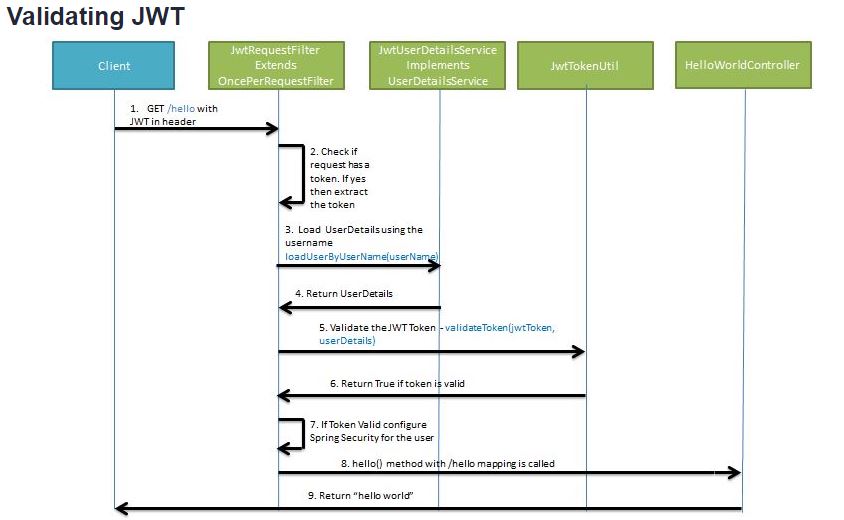 Validating JWT
Client
JwtRequestFilter
Extends
OncePerRequestFilter
JwtUserDetailsService
Implements
UserDetailsService
JwtTokenUtil
HelloWorldController
1. GET /hello with
JWT in header
2. Check if
request has a
token. If yes
then extract
the token
3. Load UserDetails using the
username
loadUserByUserName(userName)
4. Return UserDetails
5. Validate the JWT Token - validateToken(jwtToken,
userDetails)
6. Return True if token is valid
7. If Token Valid configure
Spring Security for the user
8. hello() method with /hello mapping is called
9. Return “hello world”